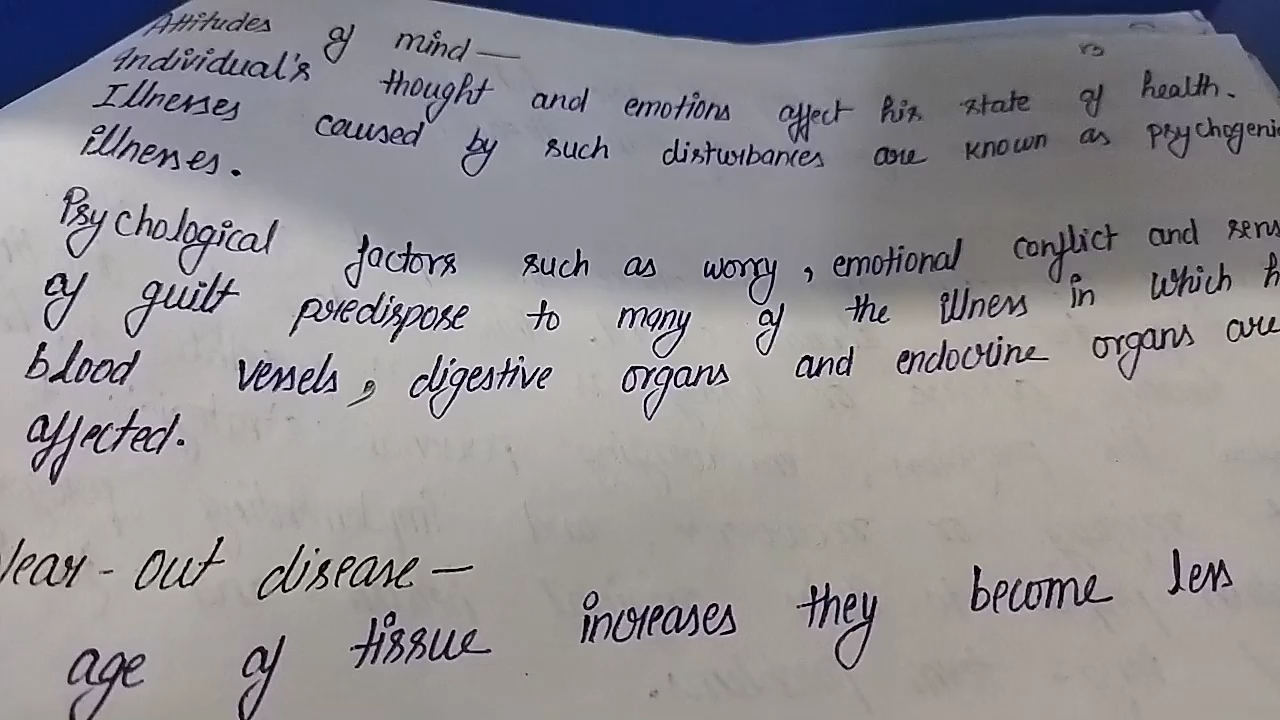 Attitudes of mind —
Individual's thought and emotions affect his state of health.
Illnesses caused by such disturbances are known as psychogeni
illnesses.
Psychological factors such as worry, emotional conflict and sens
of guilt predispose to many of the illness in which h
blood vessels, digestive organs and endocrine organs are
affected.
Wear-out disease —
age of tissue increases they become less